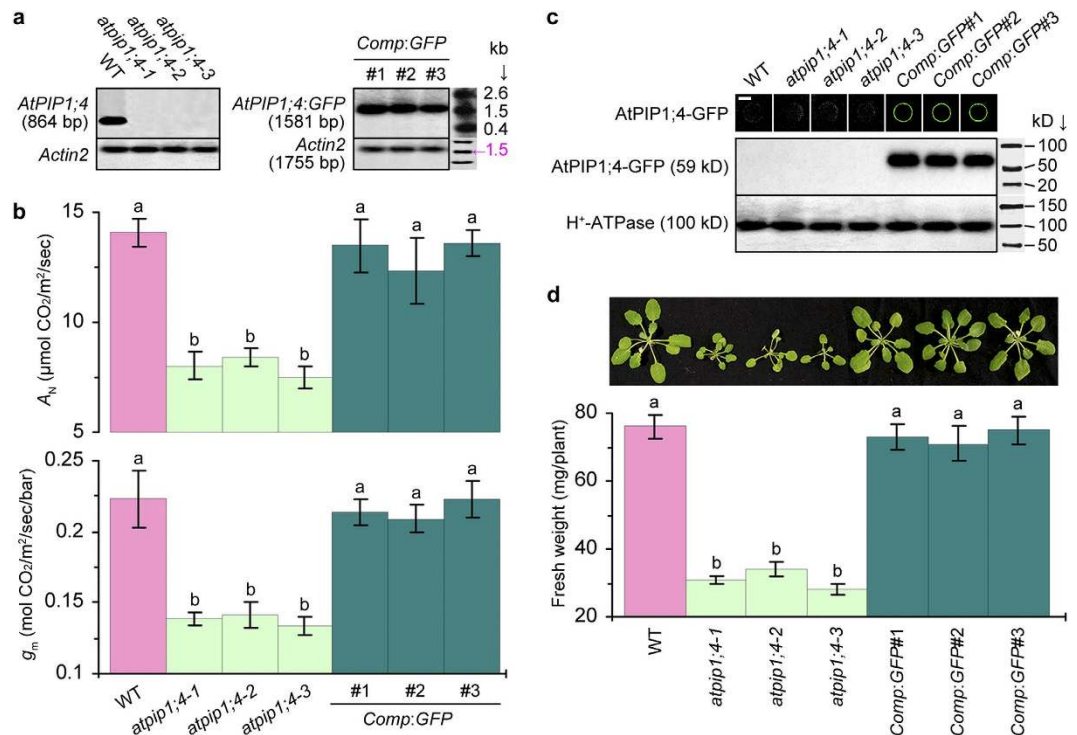 a
WT
atpip1;4-1
atpip1;4-2
atpip1;4-3
AtPIP1;4
(864 bp)
Actin2
Comp:GFP
#1 #2 #3
kb
↓
AtPIP1;4:GFP
(1581 bp)
Actin2
(1755 bp)
2.6
1.5
0.4
←1.5
b
A_N (µmol CO₂/m²/sec)
15
13
10
8
5
a b b b a a a
g_m (mol CO₂/m²/sec/bar)
0.25
0.2
0.15
0.1
a b b b a a a
WT
atpip1;4-1
atpip1;4-2
atpip1;4-3
#1 #2 #3
Comp:GFP
c
WT
atpip1;4-1
atpip1;4-2
atpip1;4-3
Comp:GFP#1
Comp:GFP#2
Comp:GFP#3
AtPIP1;4-GFP
kD ↓
AtPIP1;4-GFP (59 kD)
100
50
20
H⁺-ATPase (100 kD)
150
100
50
d
Fresh weight (mg/plant)
80
60
40
20
a b b b a a a
WT
atpip1;4-1
atpip1;4-2
atpip1;4-3
Comp:GFP#1
Comp:GFP#2
Comp:GFP#3